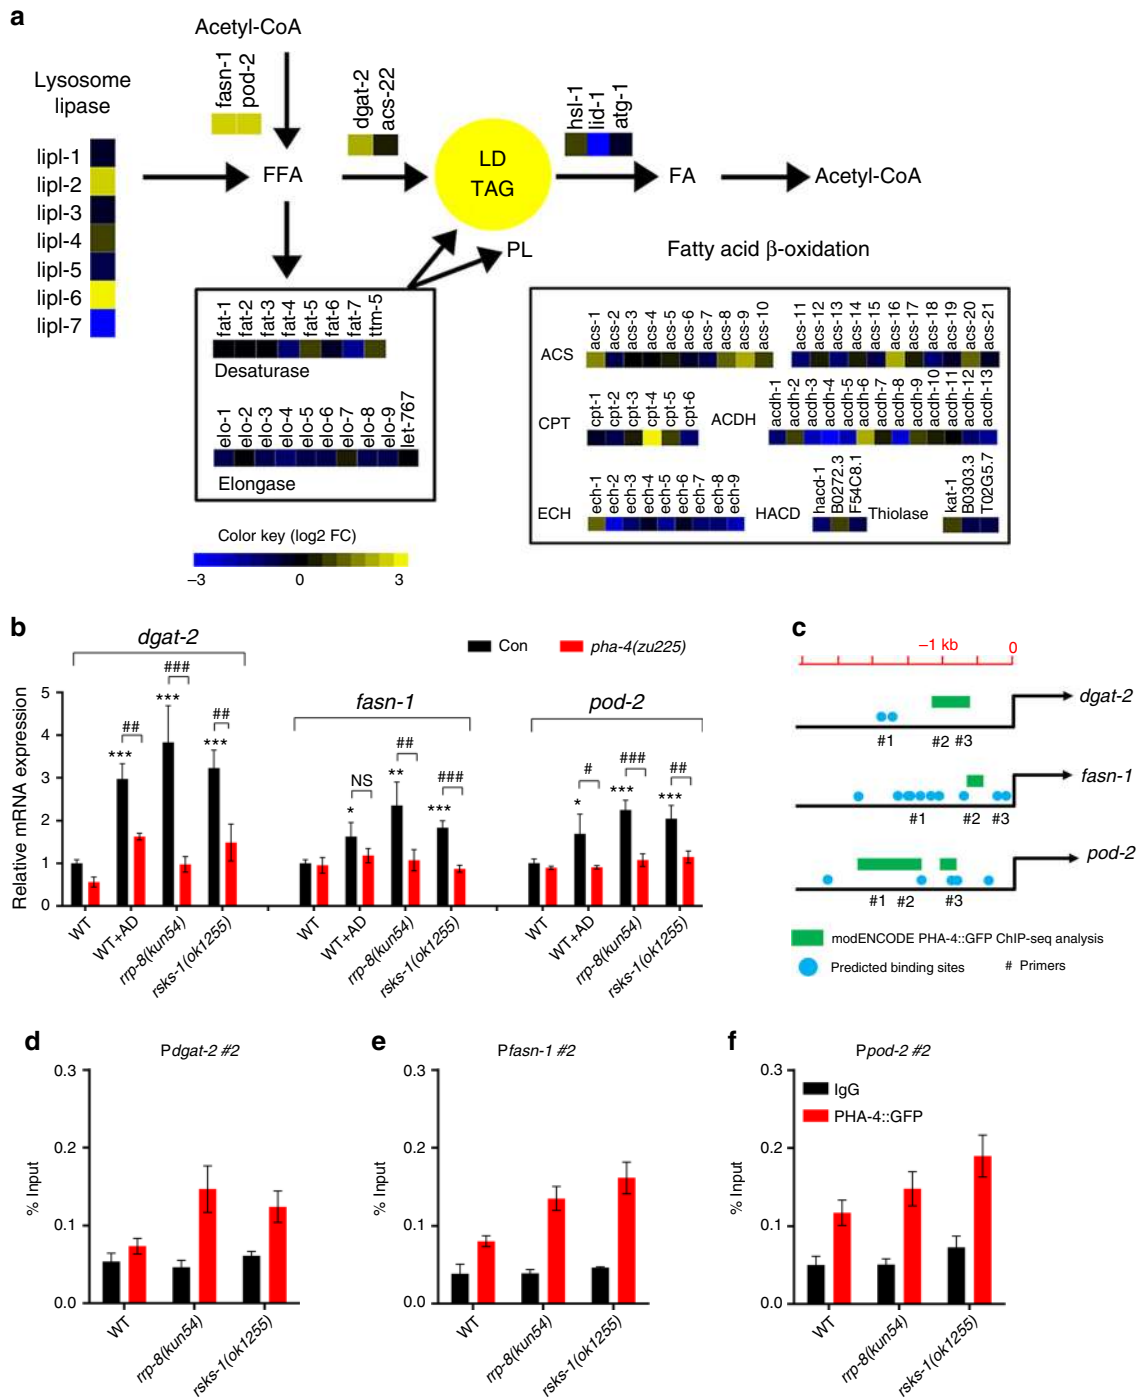 a
Acetyl-CoA
Lysosome
lipase
fasn-1
pod-2
dgat-2
acs-22
hsl-1
lid-1
atg-1
lipl-1
lipl-2
lipl-3
lipl-4
lipl-5
lipl-6
lipl-7
FFA
LD
TAG
FA
Acetyl-CoA
PL
Fatty acid β-oxidation
fat-1
fat-2
fat-3
fat-4
fat-5
fat-6
fat-7
ttm-5
Desaturase
elo-1
elo-2
elo-3
elo-4
elo-5
elo-6
elo-7
elo-8
elo-9
let-767
Elongase
ACS
acs-1
acs-2
acs-3
acs-4
acs-5
acs-6
acs-7
acs-8
acs-9
acs-10
acs-11
acs-12
acs-13
acs-14
acs-15
acs-16
acs-17
acs-18
acs-19
acs-20
acs-21
CPT
cpt-1
cpt-2
cpt-3
cpt-4
cpt-5
cpt-6
ACDH
acdh-1
acdh-2
acdh-3
acdh-4
acdh-5
acdh-6
acdh-7
acdh-8
acdh-9
acdh-10
acdh-11
acdh-12
acdh-13
ECH
ech-1
ech-2
ech-3
ech-4
ech-5
ech-6
ech-7
ech-8
ech-9
HACD
hacd-1
B0272.3
F54C8.1
Thiolase
kat-1
B0303.3
T02G5.7
Color key (log2 FC)
−3 0 3
b
dgat-2
Con pha-4(zu225)
fasn-1
pod-2
Relative mRNA expression
5
4
3
2
1
0
*** ## *** ### *** ##
* NS ** ## *** ###
* # *** ### *** ##
WT
WT+AD
rrp-8(kun54)
rsks-1(ok1255)
WT
WT+AD
rrp-8(kun54)
rsks-1(ok1255)
WT
WT+AD
rrp-8(kun54)
rsks-1(ok1255)
c
−1 kb 0
dgat-2
#1 #2 #3
fasn-1
#1 #2 #3
pod-2
#1 #2 #3
modENCODE PHA-4::GFP ChIP-seq analysis
Predicted binding sites # Primers
d
Pdgat-2 #2
% Input
0.3
0.2
0.1
0.0
WT
rrp-8(kun54)
rsks-1(ok1255)
e
Pfasn-1 #2
% Input
0.3
0.2
0.1
0.0
WT
rrp-8(kun54)
rsks-1(ok1255)
f
Ppod-2 #2
IgG
PHA-4::GFP
% Input
0.3
0.2
0.1
0.0
WT
rrp-8(kun54)
rsks-1(ok1255)